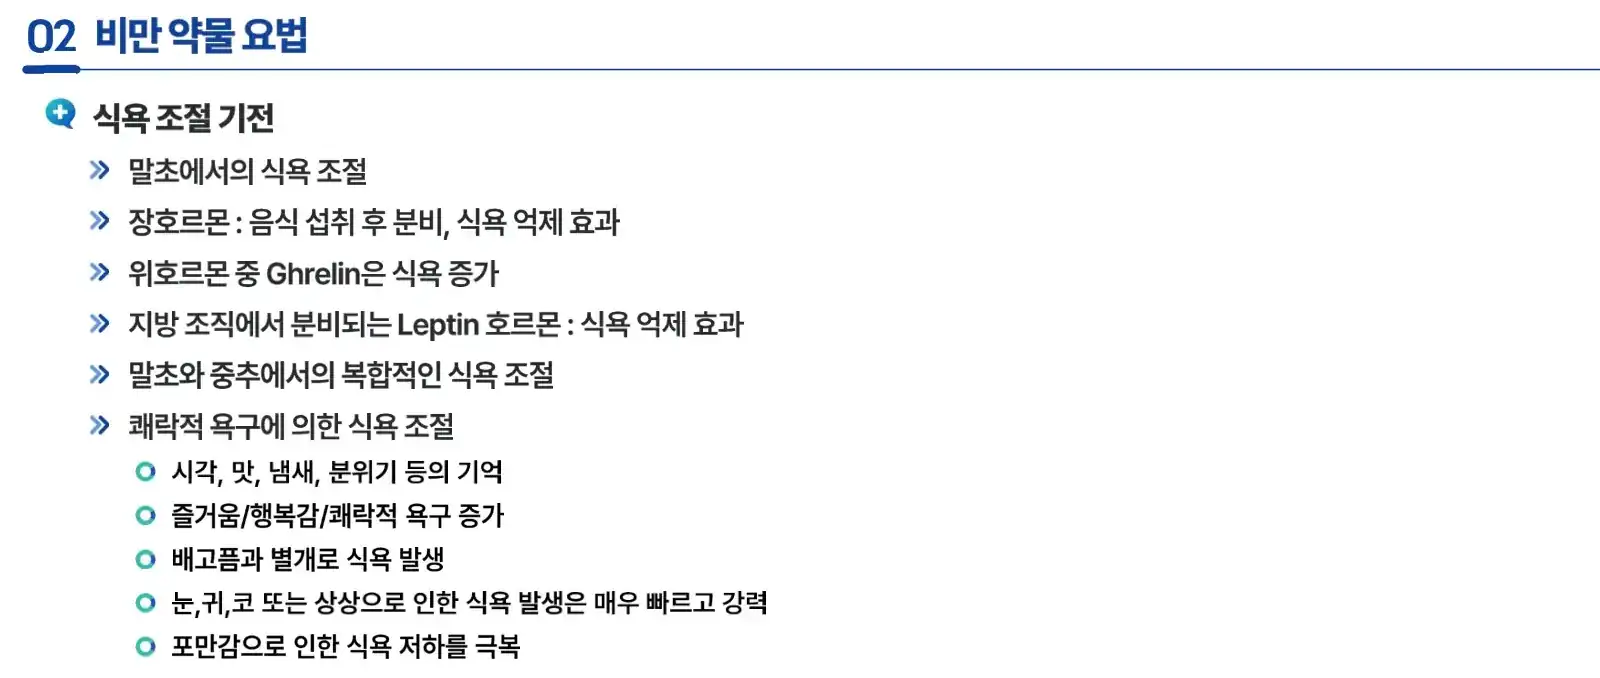 02 비만 약물 요법
식욕 조절 기전
말초에서의 식욕 조절
장호르몬 : 음식 섭취 후 분비, 식욕 억제 효과
위호르몬 중 Ghrelin은 식욕 증가
지방 조직에서 분비되는 Leptin 호르몬 : 식욕 억제 효과
말초와 중추에서의 복합적인 식욕 조절
쾌락적 욕구에 의한 식욕 조절
시각, 맛, 냄새, 분위기 등의 기억
즐거움/행복감/쾌락적 욕구 증가
배고픔과 별개로 식욕 발생
눈,귀,코 또는 상상으로 인한 식욕 발생은 매우 빠르고 강력
포만감으로 인한 식욕 저하를 극복